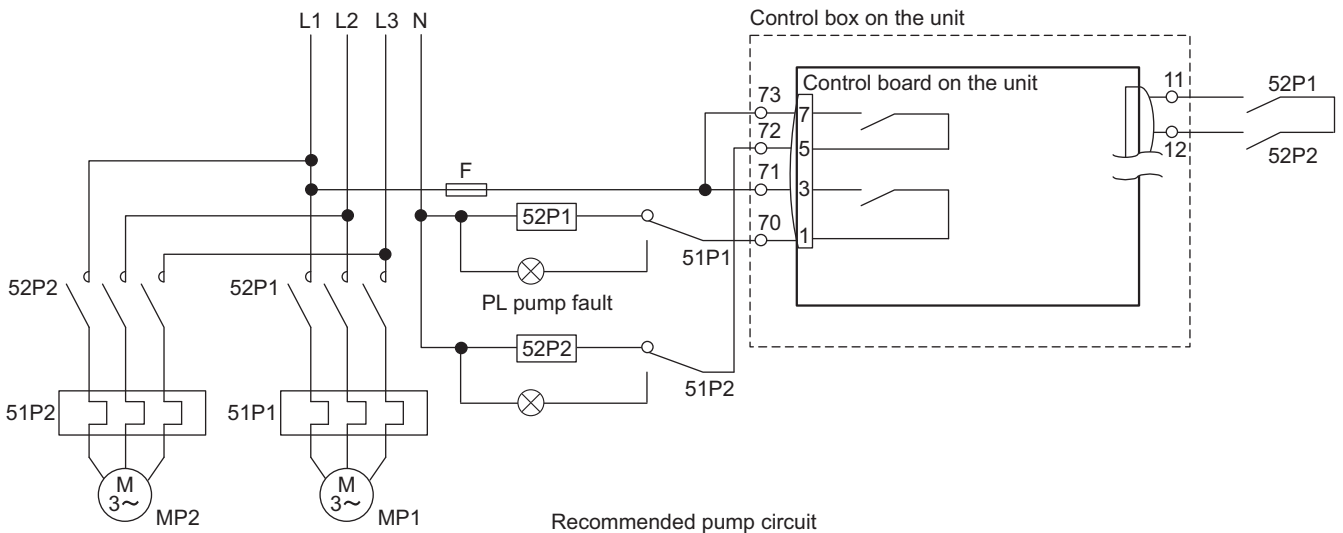 Control box on the unit
L1 L2 L3 N
Control board on the unit
73
7
72
5
71
3
70
1
11
12
52P1
52P2
F
52P1
51P1
PL pump fault
52P2
51P2
52P2
52P1
51P2
51P1
M
3~
MP2
M
3~
MP1
Recommended pump circuit